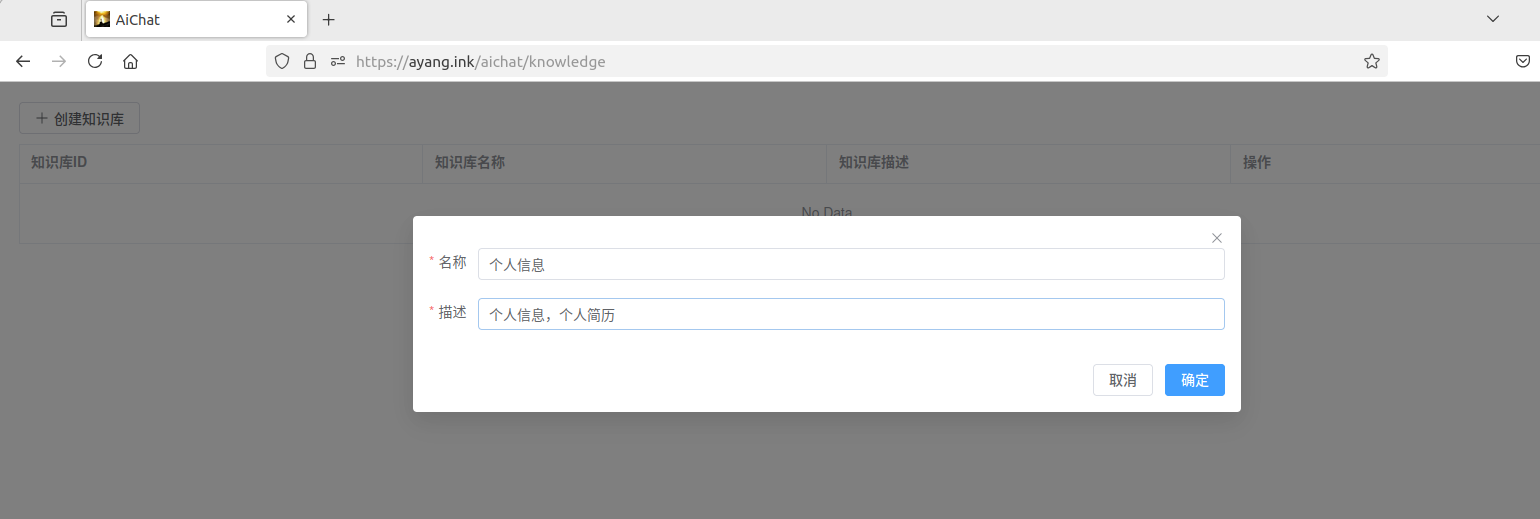 AiChat
https://ayang.ink/aichat/knowledge
创建知识库
知识库ID 知识库名称 知识库描述 操作
No Data
* 名称 个人信息
* 描述 个人信息，个人简历
取消 确定